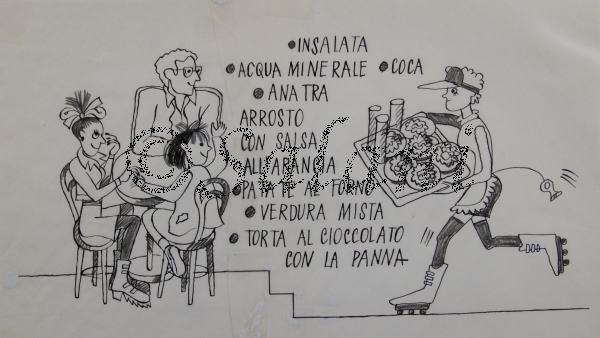 • INSALATA
• ACQUA MINERALE • COCA
• ANATRA
ARROSTO
CON SALSA
ALL'ARANCIA
• PATATE AL FORNO
• VERDURA MISTA
• TORTA AL CIOCCOLATO
CON LA PANNA